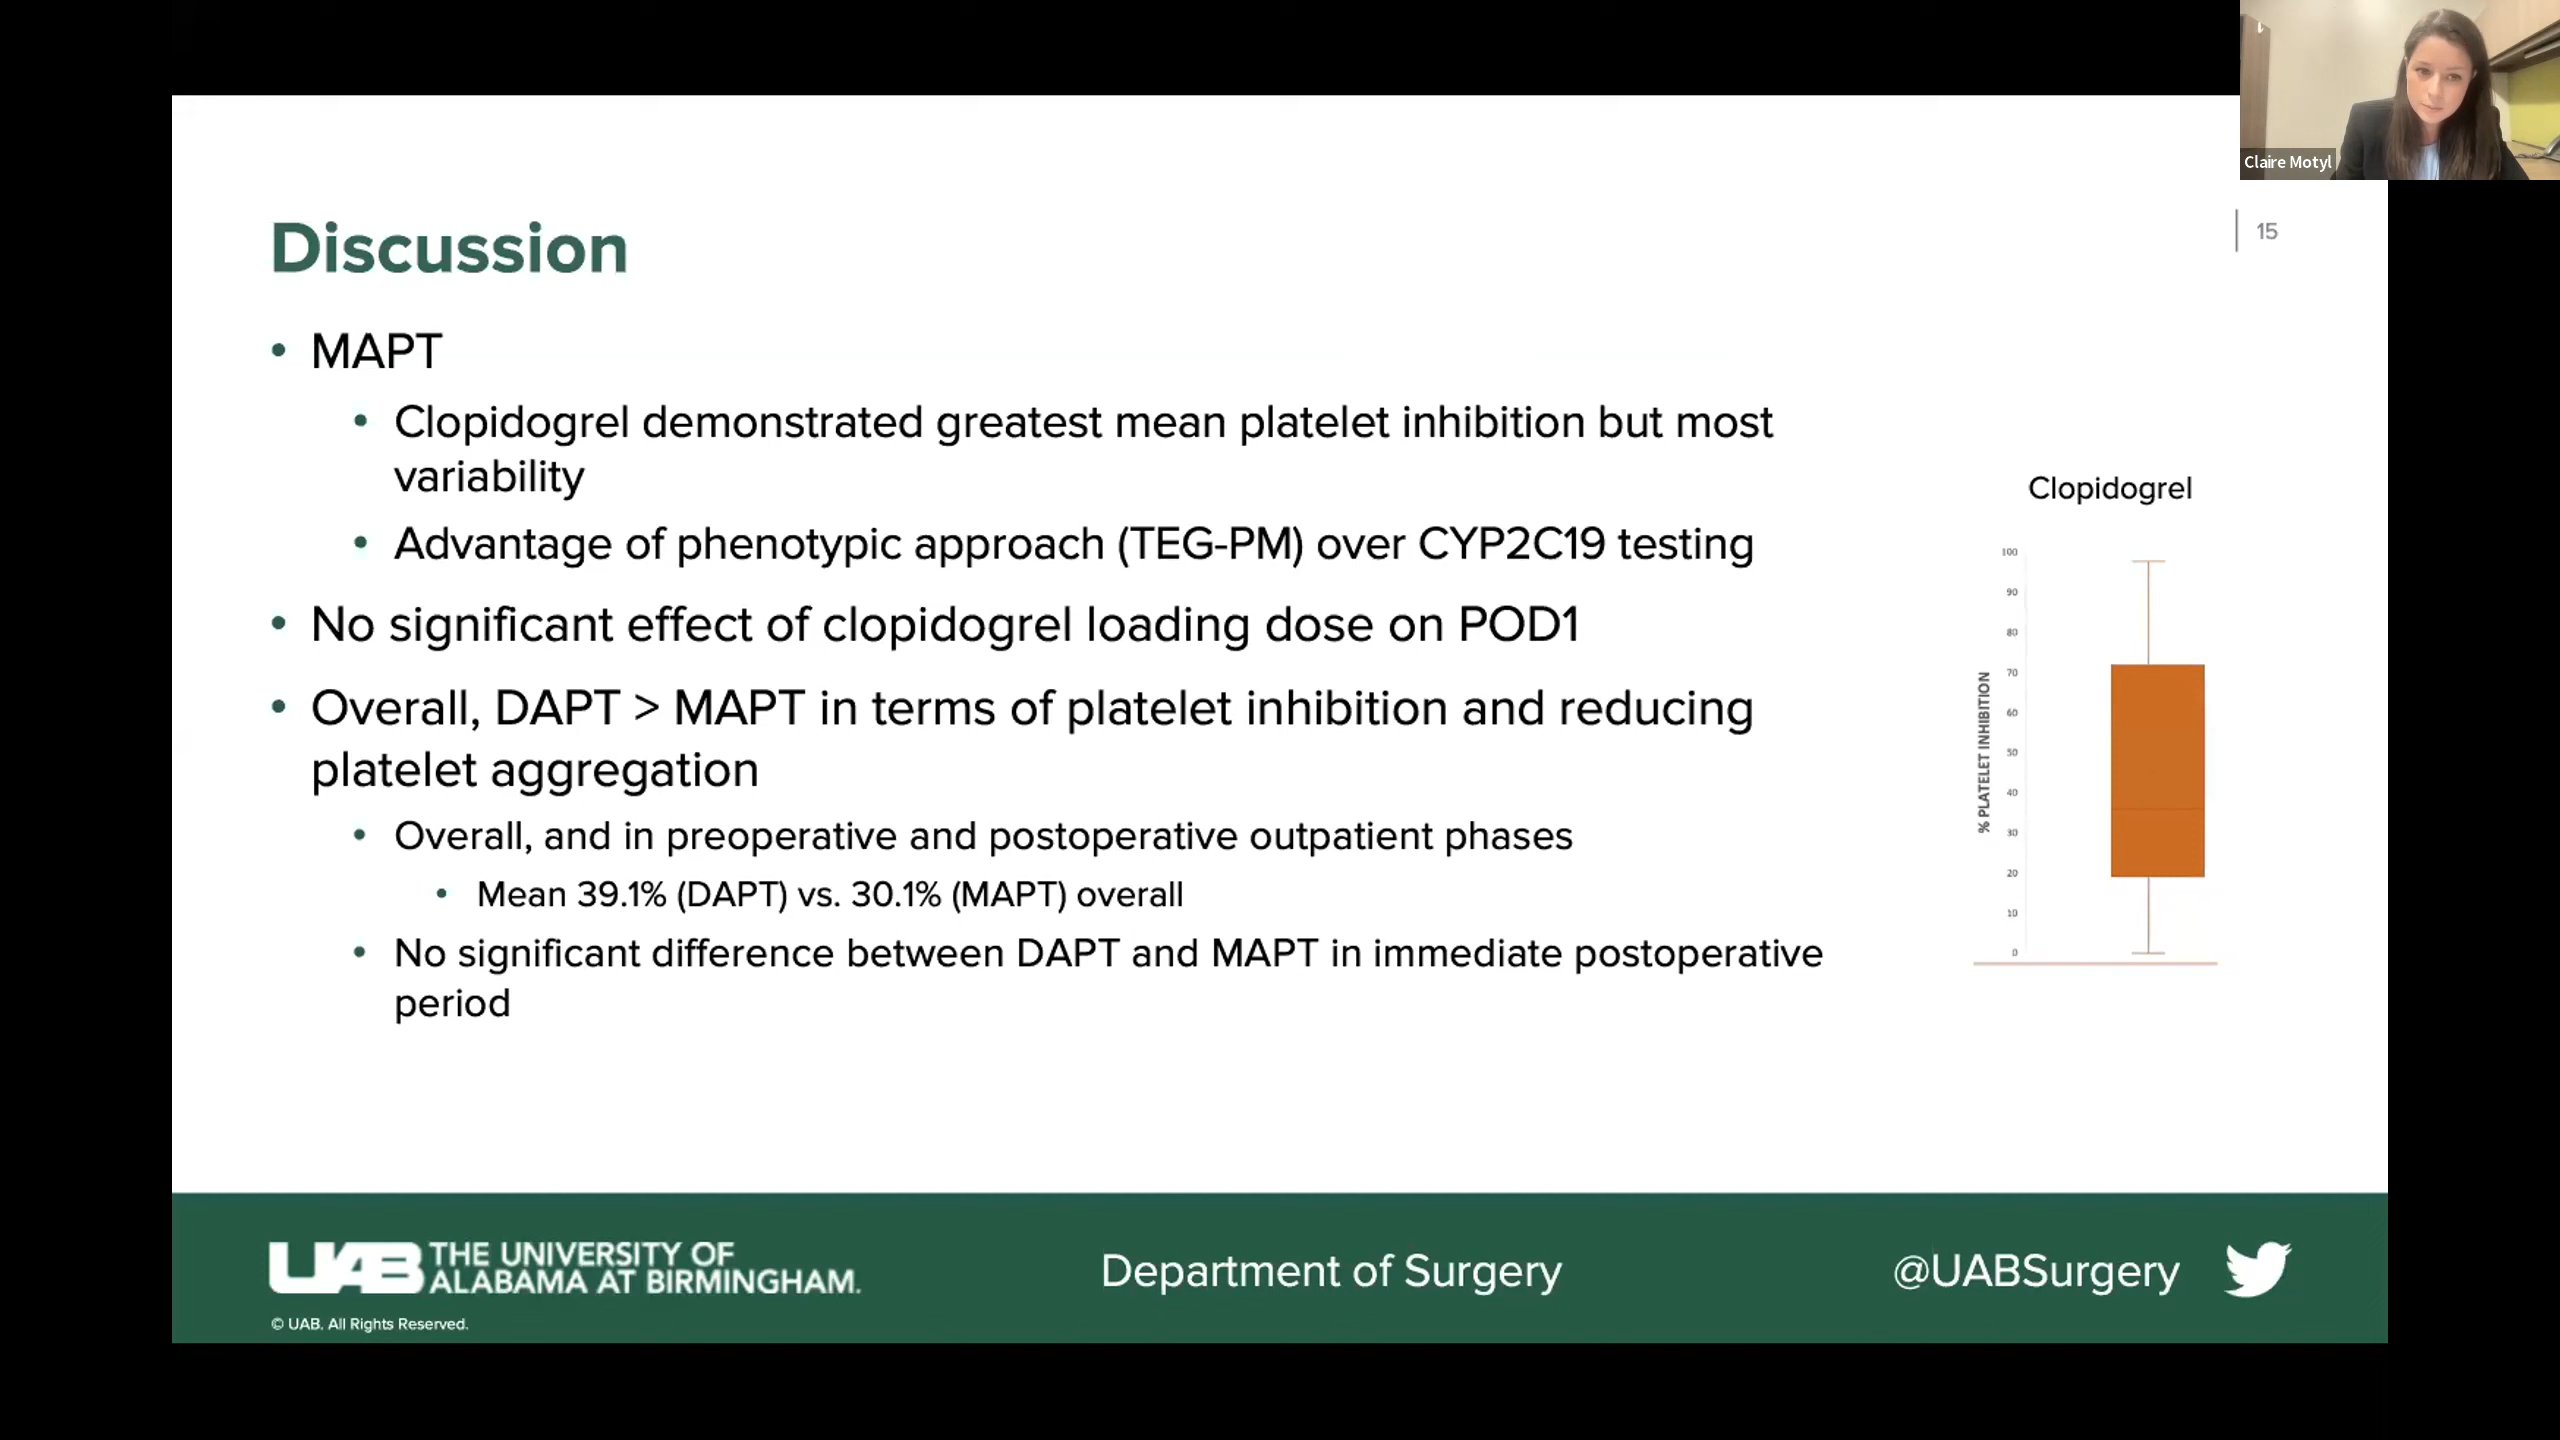 Claire Motyl
15
Discussion
• MAPT
• Clopidogrel demonstrated greatest mean platelet inhibition but most
variability
• Advantage of phenotypic approach (TEG-PM) over CYP2C19 testing
• No significant effect of clopidogrel loading dose on POD1
• Overall, DAPT > MAPT in terms of platelet inhibition and reducing
platelet aggregation
• Overall, and in preoperative and postoperative outpatient phases
• Mean 39.1% (DAPT) vs. 30.1% (MAPT) overall
• No significant difference between DAPT and MAPT in immediate postoperative
period
Clopidogrel
% PLATELET INHIBITION
100
90
80
70
60
50
40
30
20
10
0
UAB THE UNIVERSITY OF
ALABAMA AT BIRMINGHAM.
© UAB. All Rights Reserved.
Department of Surgery
@UABSurgery